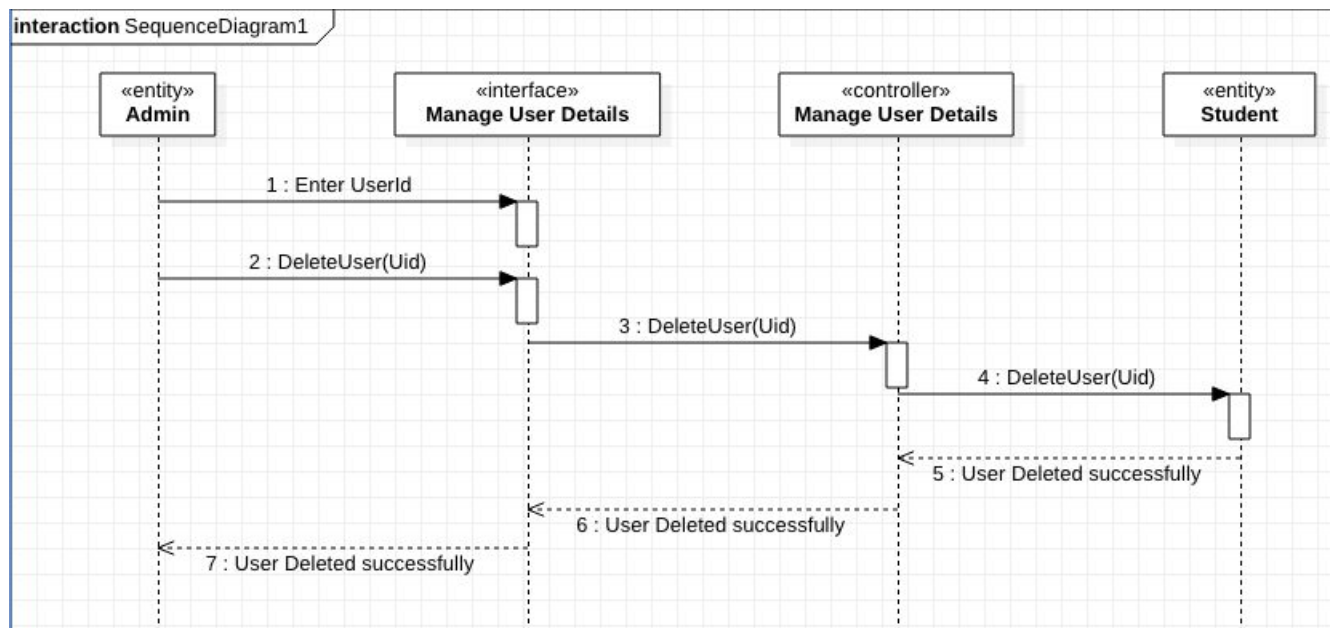 interaction SequenceDiagram1
«entity»
Admin
«interface»
Manage User Details
«controller»
Manage User Details
«entity»
Student
1 : Enter UserId
2 : DeleteUser(Uid)
3 : DeleteUser(Uid)
4 : DeleteUser(Uid)
5 : User Deleted successfully
6 : User Deleted successfully
7 : User Deleted successfully